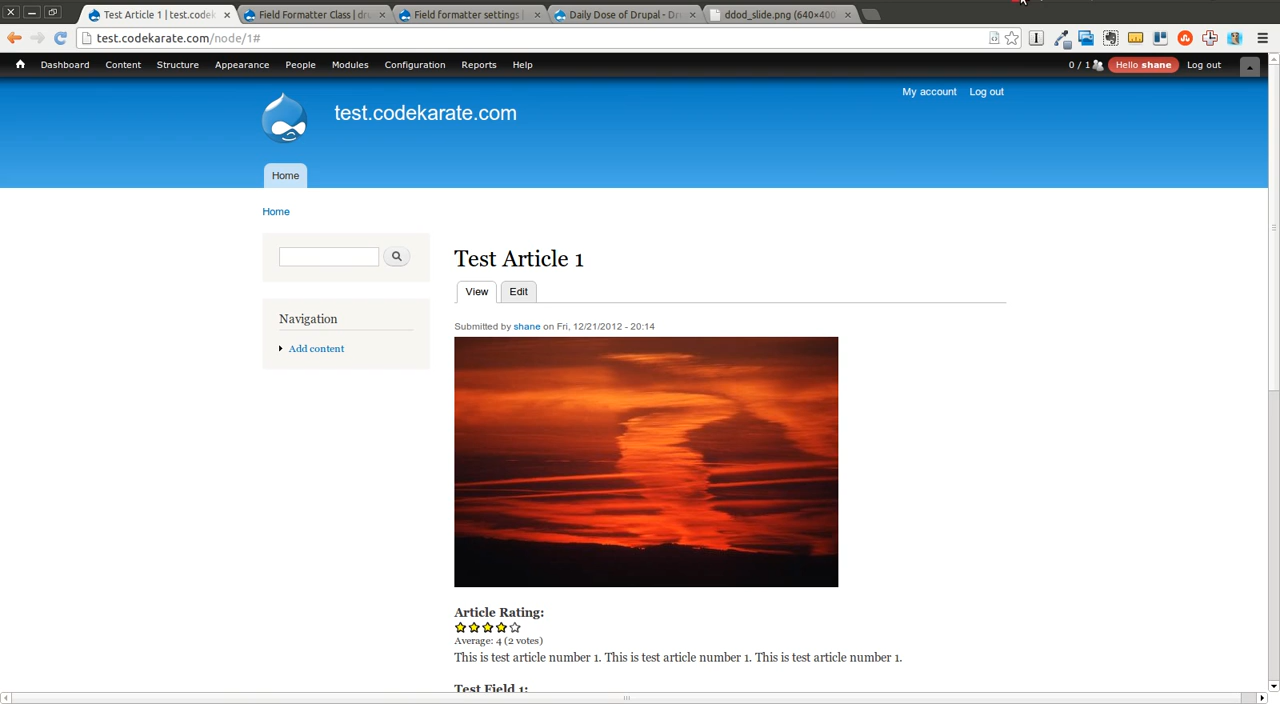 Test Article 1 | test.codek
Field Formatter Class | dru
Field formatter settings |
Daily Dose of Drupal - Dru
ddod_slide.png (640×400
test.codekarate.com/node/1#
Dashboard Content Structure Appearance People Modules Configuration Reports Help
0 / 1 Hello shane Log out
My account Log out
test.codekarate.com
Home
Home
Test Article 1
View Edit
Navigation
Add content
Submitted by shane on Fri, 12/21/2012 - 20:14
Article Rating:
Average: 4 (2 votes)
This is test article number 1. This is test article number 1. This is test article number 1.
Test Field 1: